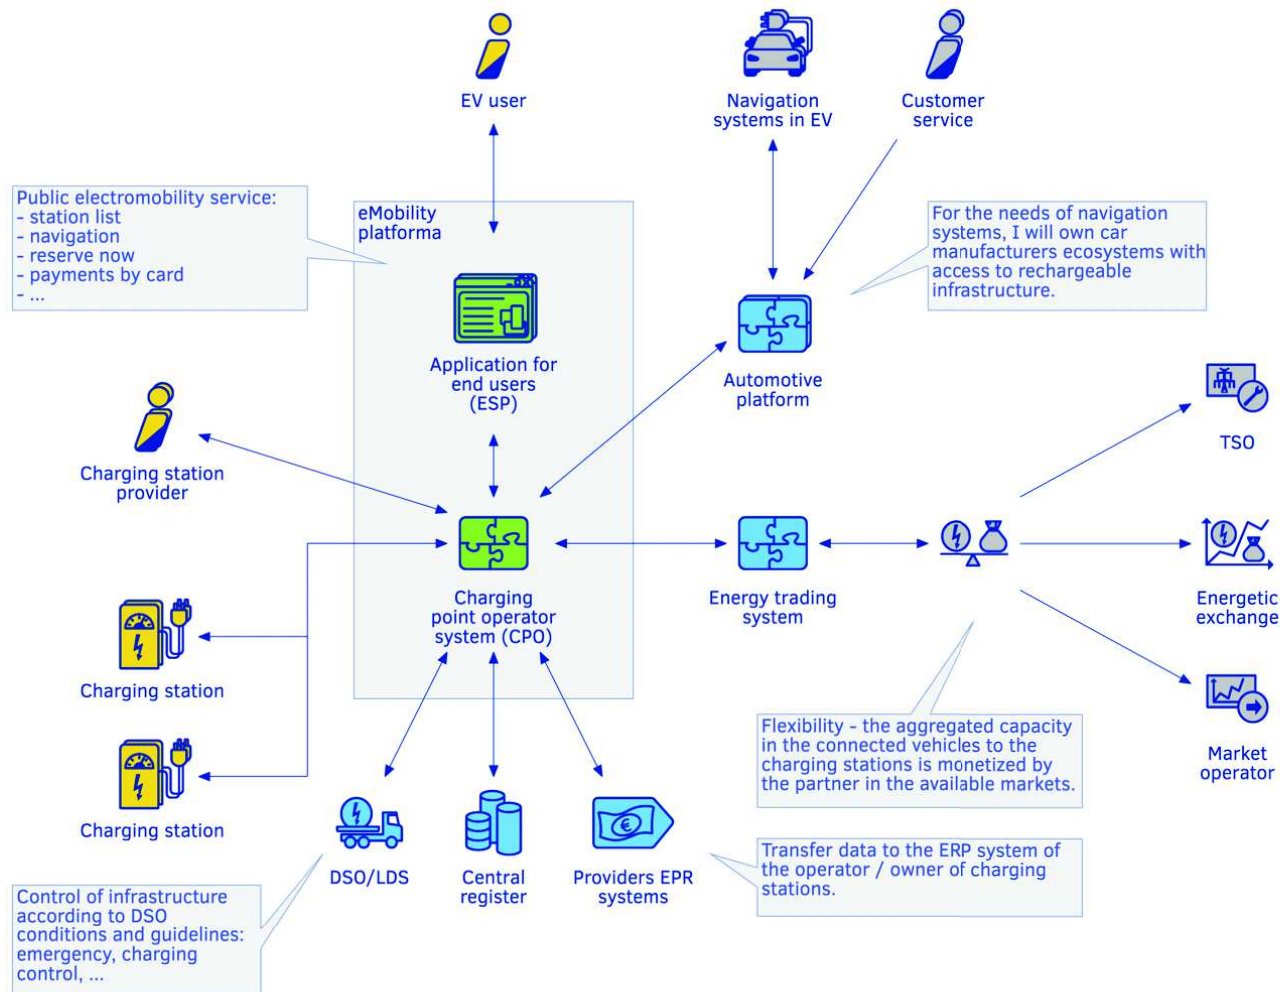 EV user
Navigation
systems in EV
Customer
service
Public electromobility service:
- station list
- navigation
- reserve now
- payments by card
- ...
eMobility
platforma
For the needs of navigation
systems, I will own car
manufacturers ecosystems with
access to rechargeable
infrastructure.
Application for
end users
(ESP)
Automotive
platform
TSO
Charging station
provider
Charging
point operator
system (CPO)
Energy trading
system
Energetic
exchange
Charging station
Flexibility - the aggregated capacity
in the connected vehicles to the
charging stations is monetized by
the partner in the available markets.
Market
operator
Charging station
DSO/LDS
Central
register
Providers EPR
systems
Transfer data to the ERP system of
the operator / owner of charging
stations.
Control of infrastructure
according to DSO
conditions and guidelines:
emergency, charging
control, ...